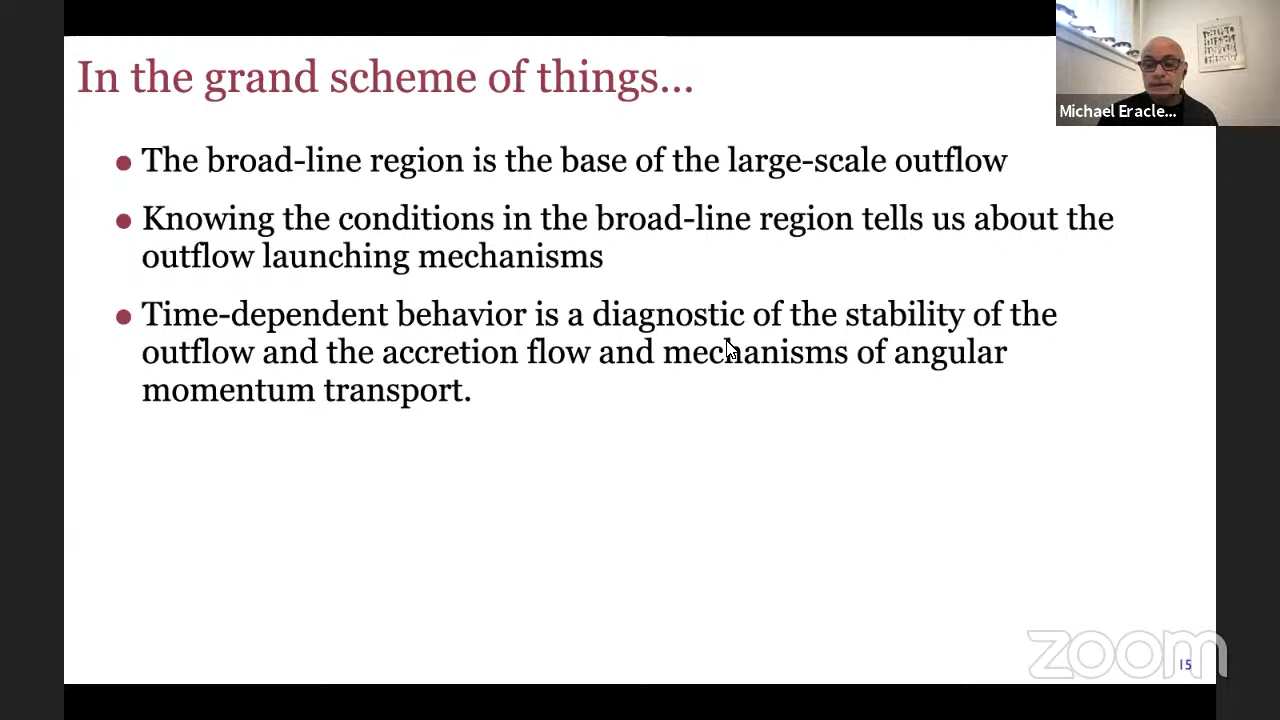 In the grand scheme of things...
Michael Eracle...
● The broad-line region is the base of the large-scale outflow
● Knowing the conditions in the broad-line region tells us about the
outflow launching mechanisms
● Time-dependent behavior is a diagnostic of the stability of the
outflow and the accretion flow and mechanisms of angular
momentum transport.
zoom
15